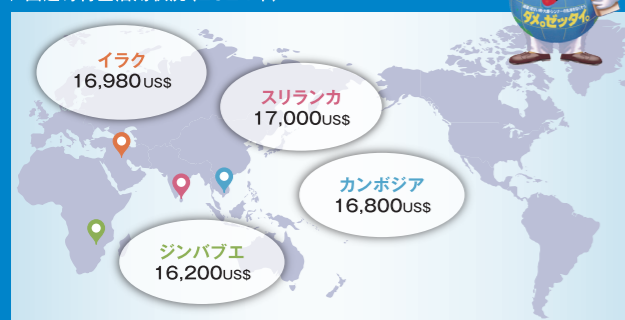 ダメ。ゼッタイ。
イラク
16,980US$
スリランカ
17,000US$
カンボジア
16,800US$
ジンバブエ
16,200US$